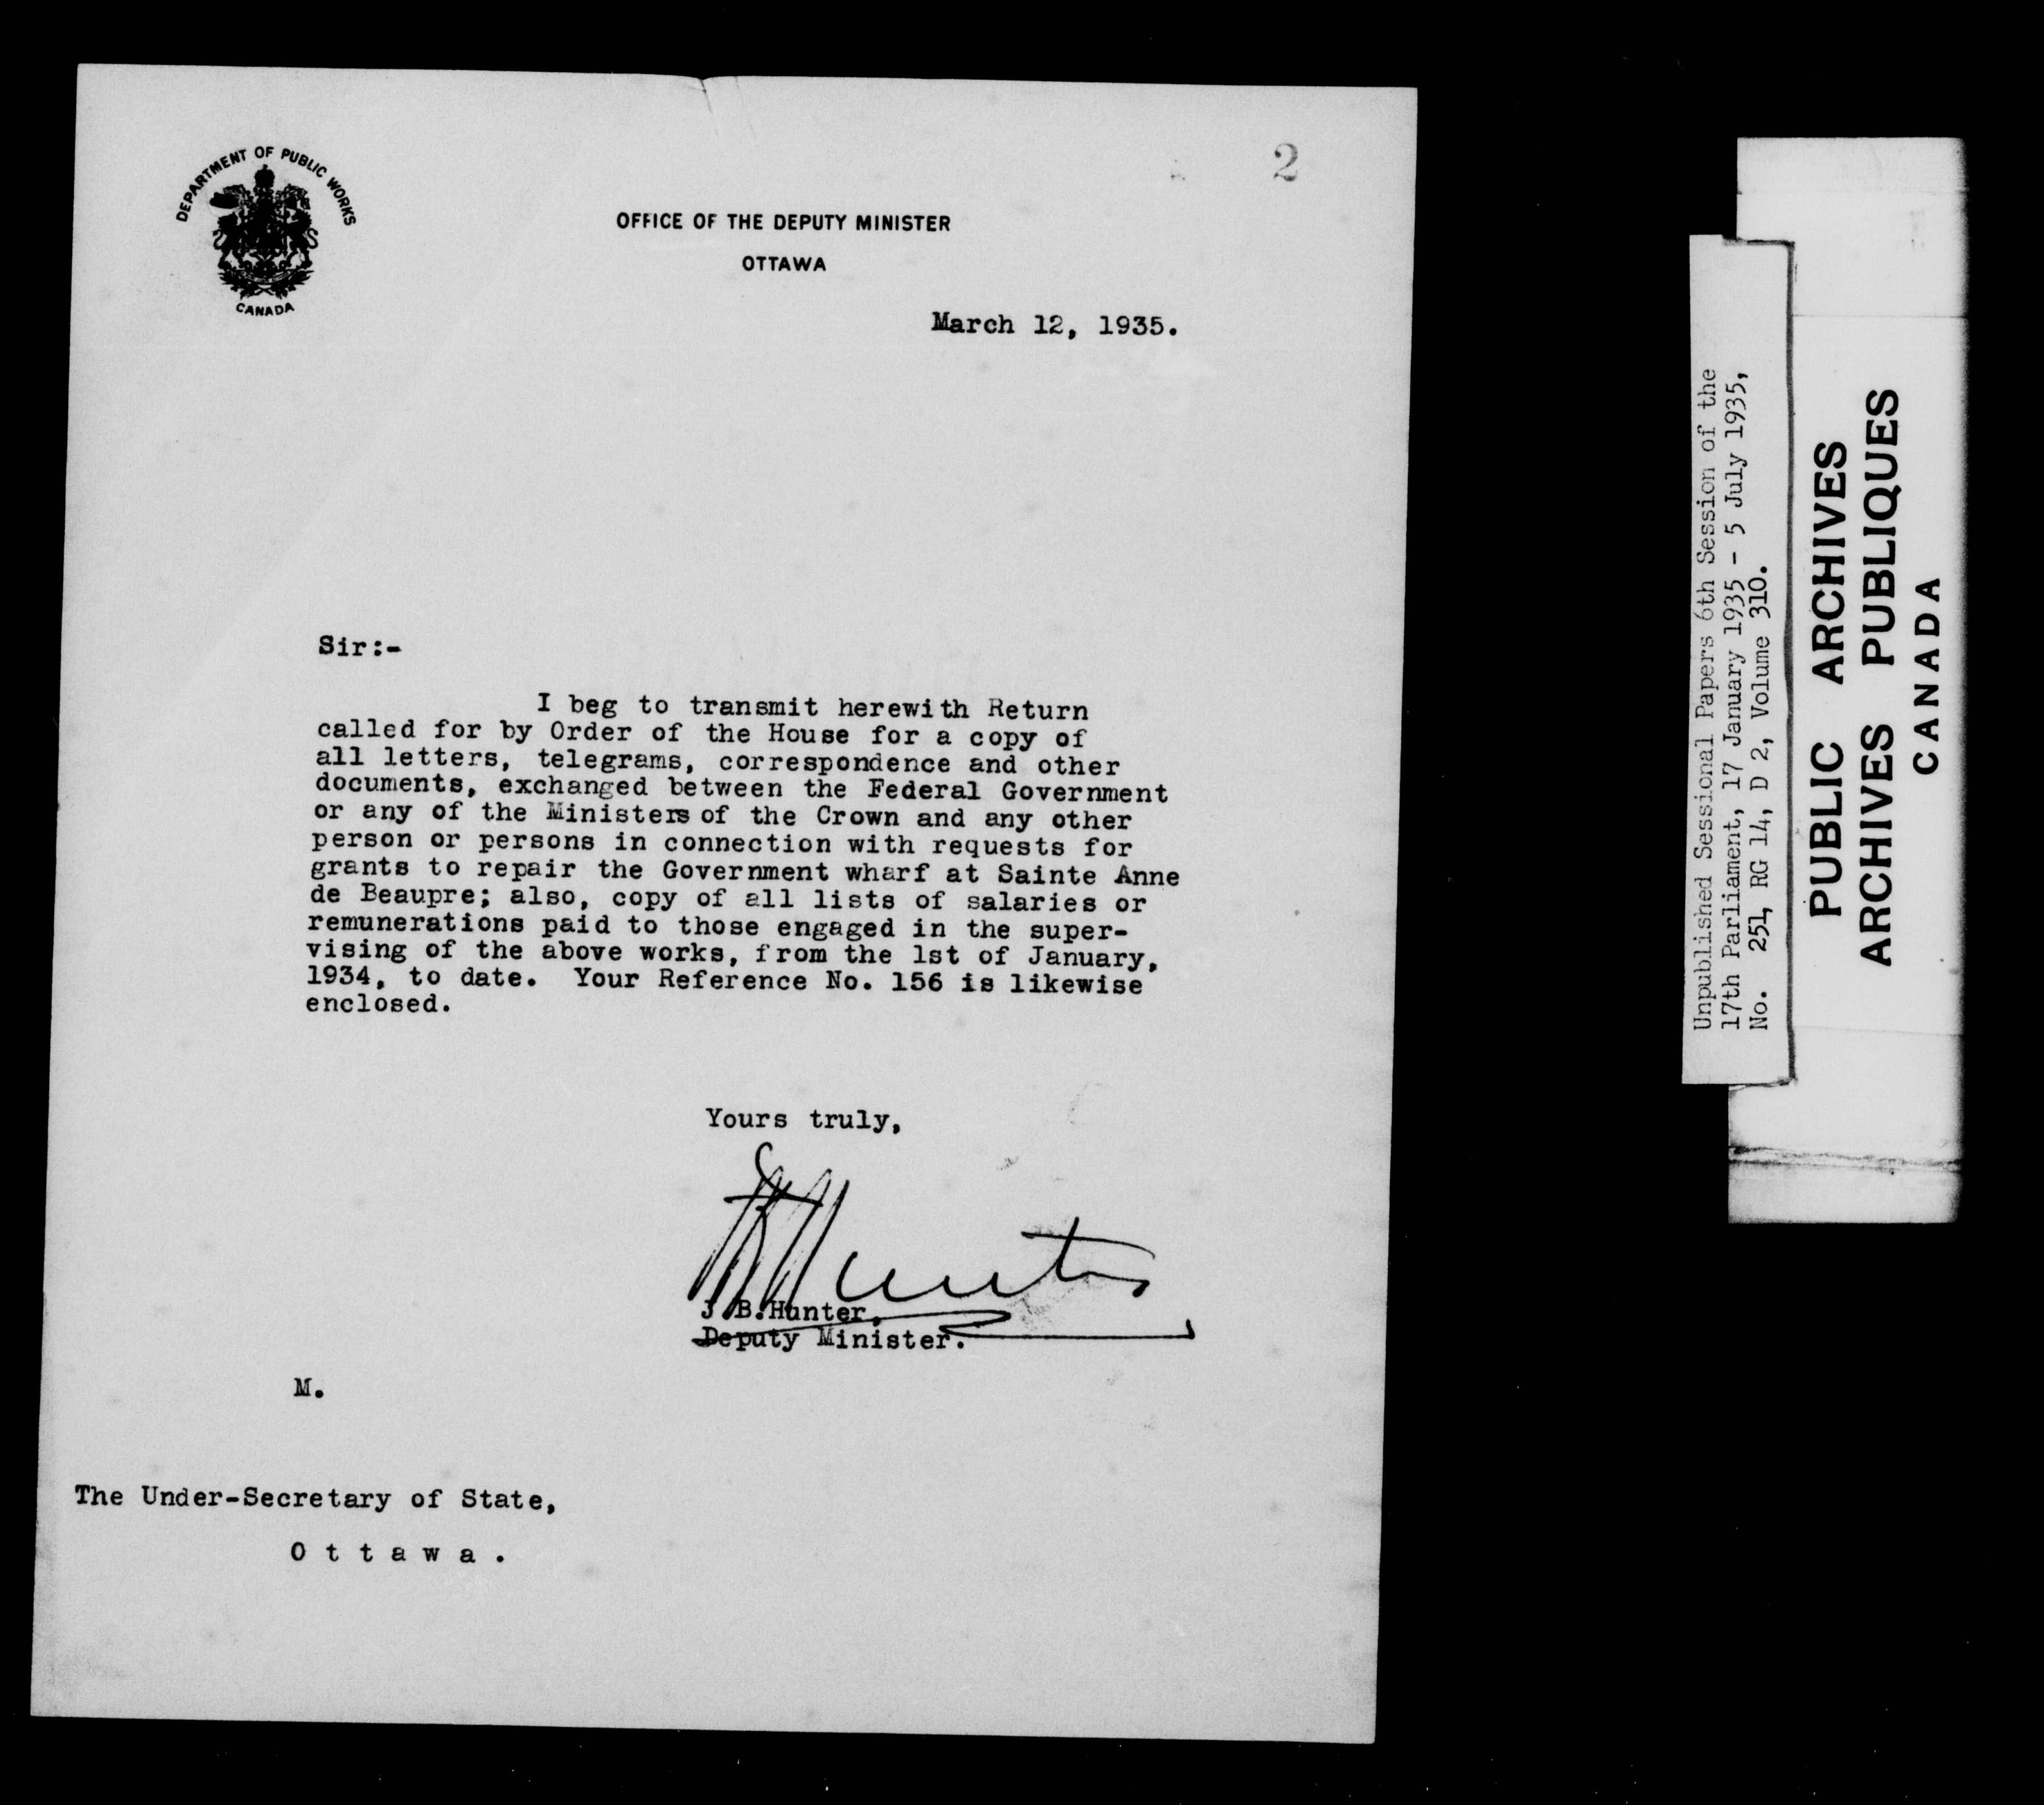 DEPARTMENT OF PUBLIC WORKS
CANADA
2
OFFICE OF THE DEPUTY MINISTER
OTTAWA
March 12, 1935.
Sir:-
I beg to transmit herewith Return
called for by Order of the House for a copy of
all letters, telegrams, correspondence and other
documents, exchanged between the Federal Government
or any of the Ministers of the Crown and any other
person or persons in connection with requests for
grants to repair the Government wharf at Sainte Anne
de Beaupre; also, copy of all lists of salaries or
remunerations paid to those engaged in the super-
vising of the above works, from the 1st of January,
1934, to date. Your Reference No. 156 is likewise
enclosed.
Yours truly,
JBHunter
J.B.Hunter,
Deputy Minister.
M.
The Under-Secretary of State,
O t t a w a .
Unpublished Sessional Papers 6th Session of the
17th Parliament, 17 January 1935 - 5 July 1935,
No. 251, RG 14, D 2, Volume 310.
PUBLIC ARCHIVES
ARCHIVES PUBLIQUES
CANADA